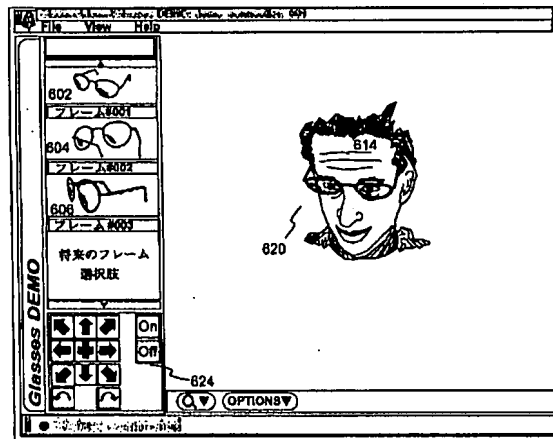 File View Help
602
フレーム#001
604
フレーム#002
606
フレーム#003
将来のフレーム
選択肢
Glasses DEMO
On
Off
614
620
624
OPTIONS▼